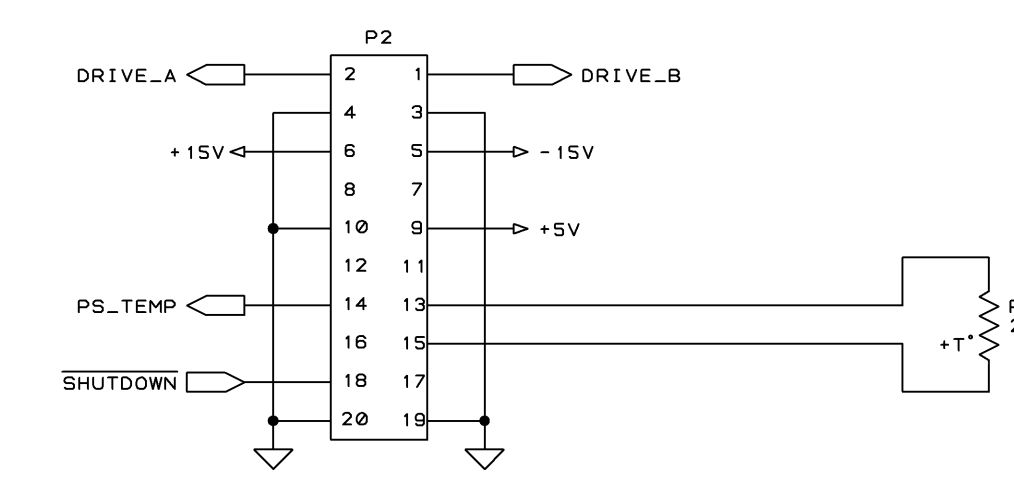 P2
DRIVE_A 2 1 DRIVE_B
4 3
+15V 6 5 -15V
8 7
10 9 +5V
12 11
PS_TEMP 14 13
16 15 +T°
SHUTDOWN 18 17
20 19